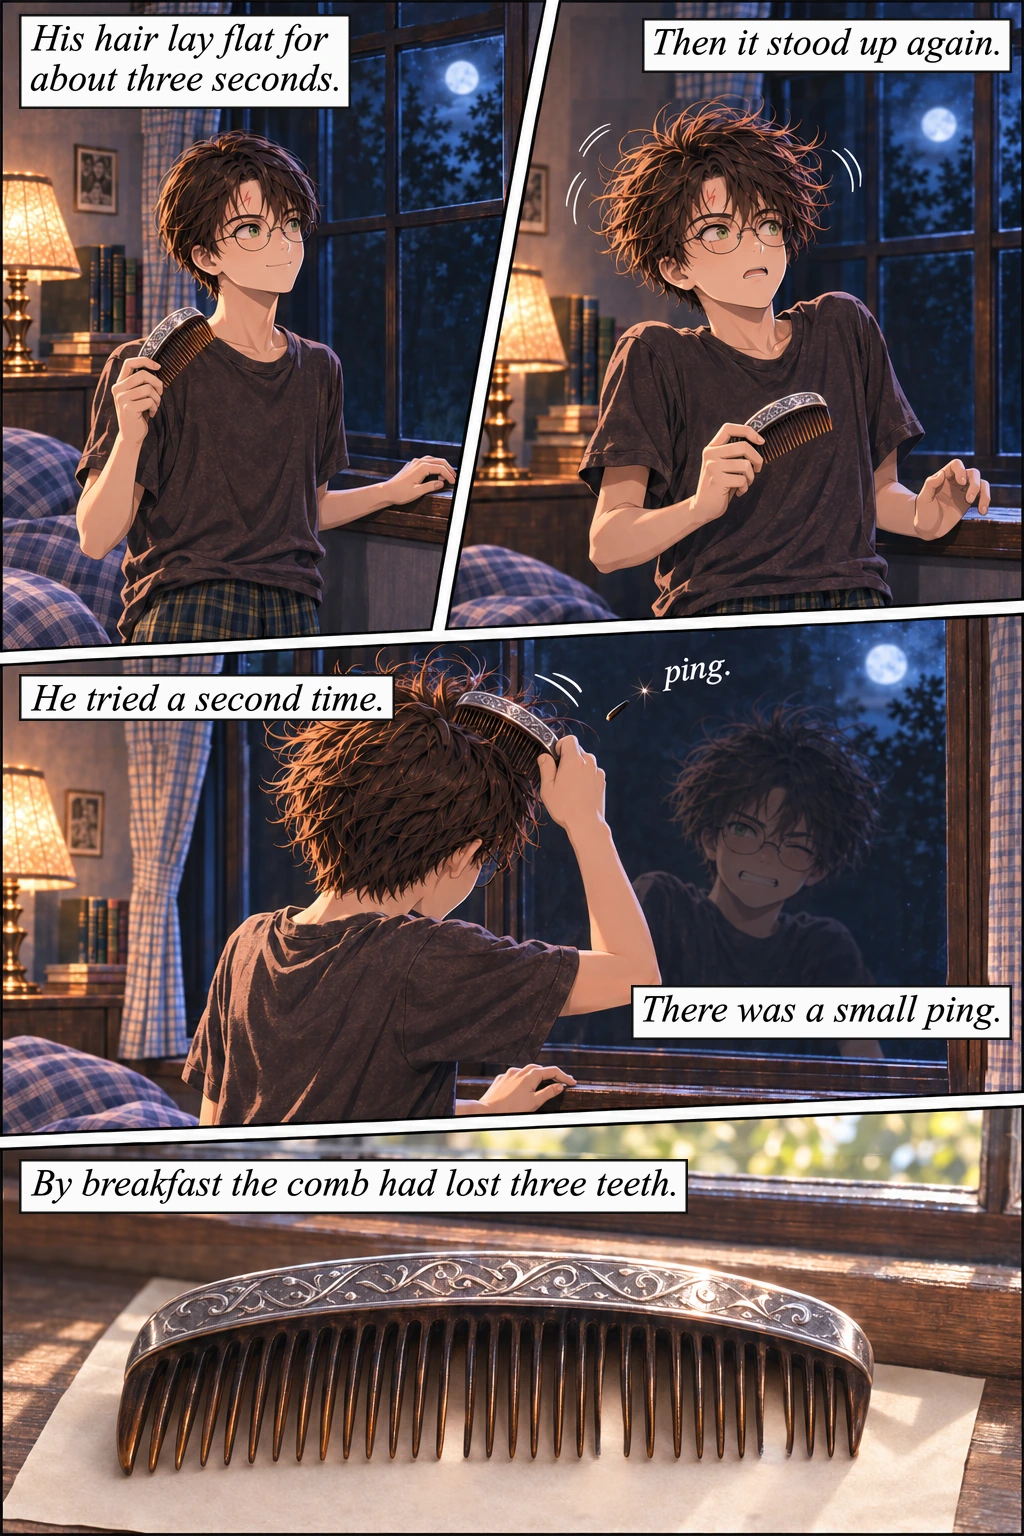 His hair lay flat for
about three seconds.
Then it stood up again.
He tried a second time.
ping.
There was a small ping.
By breakfast the comb had lost three teeth.